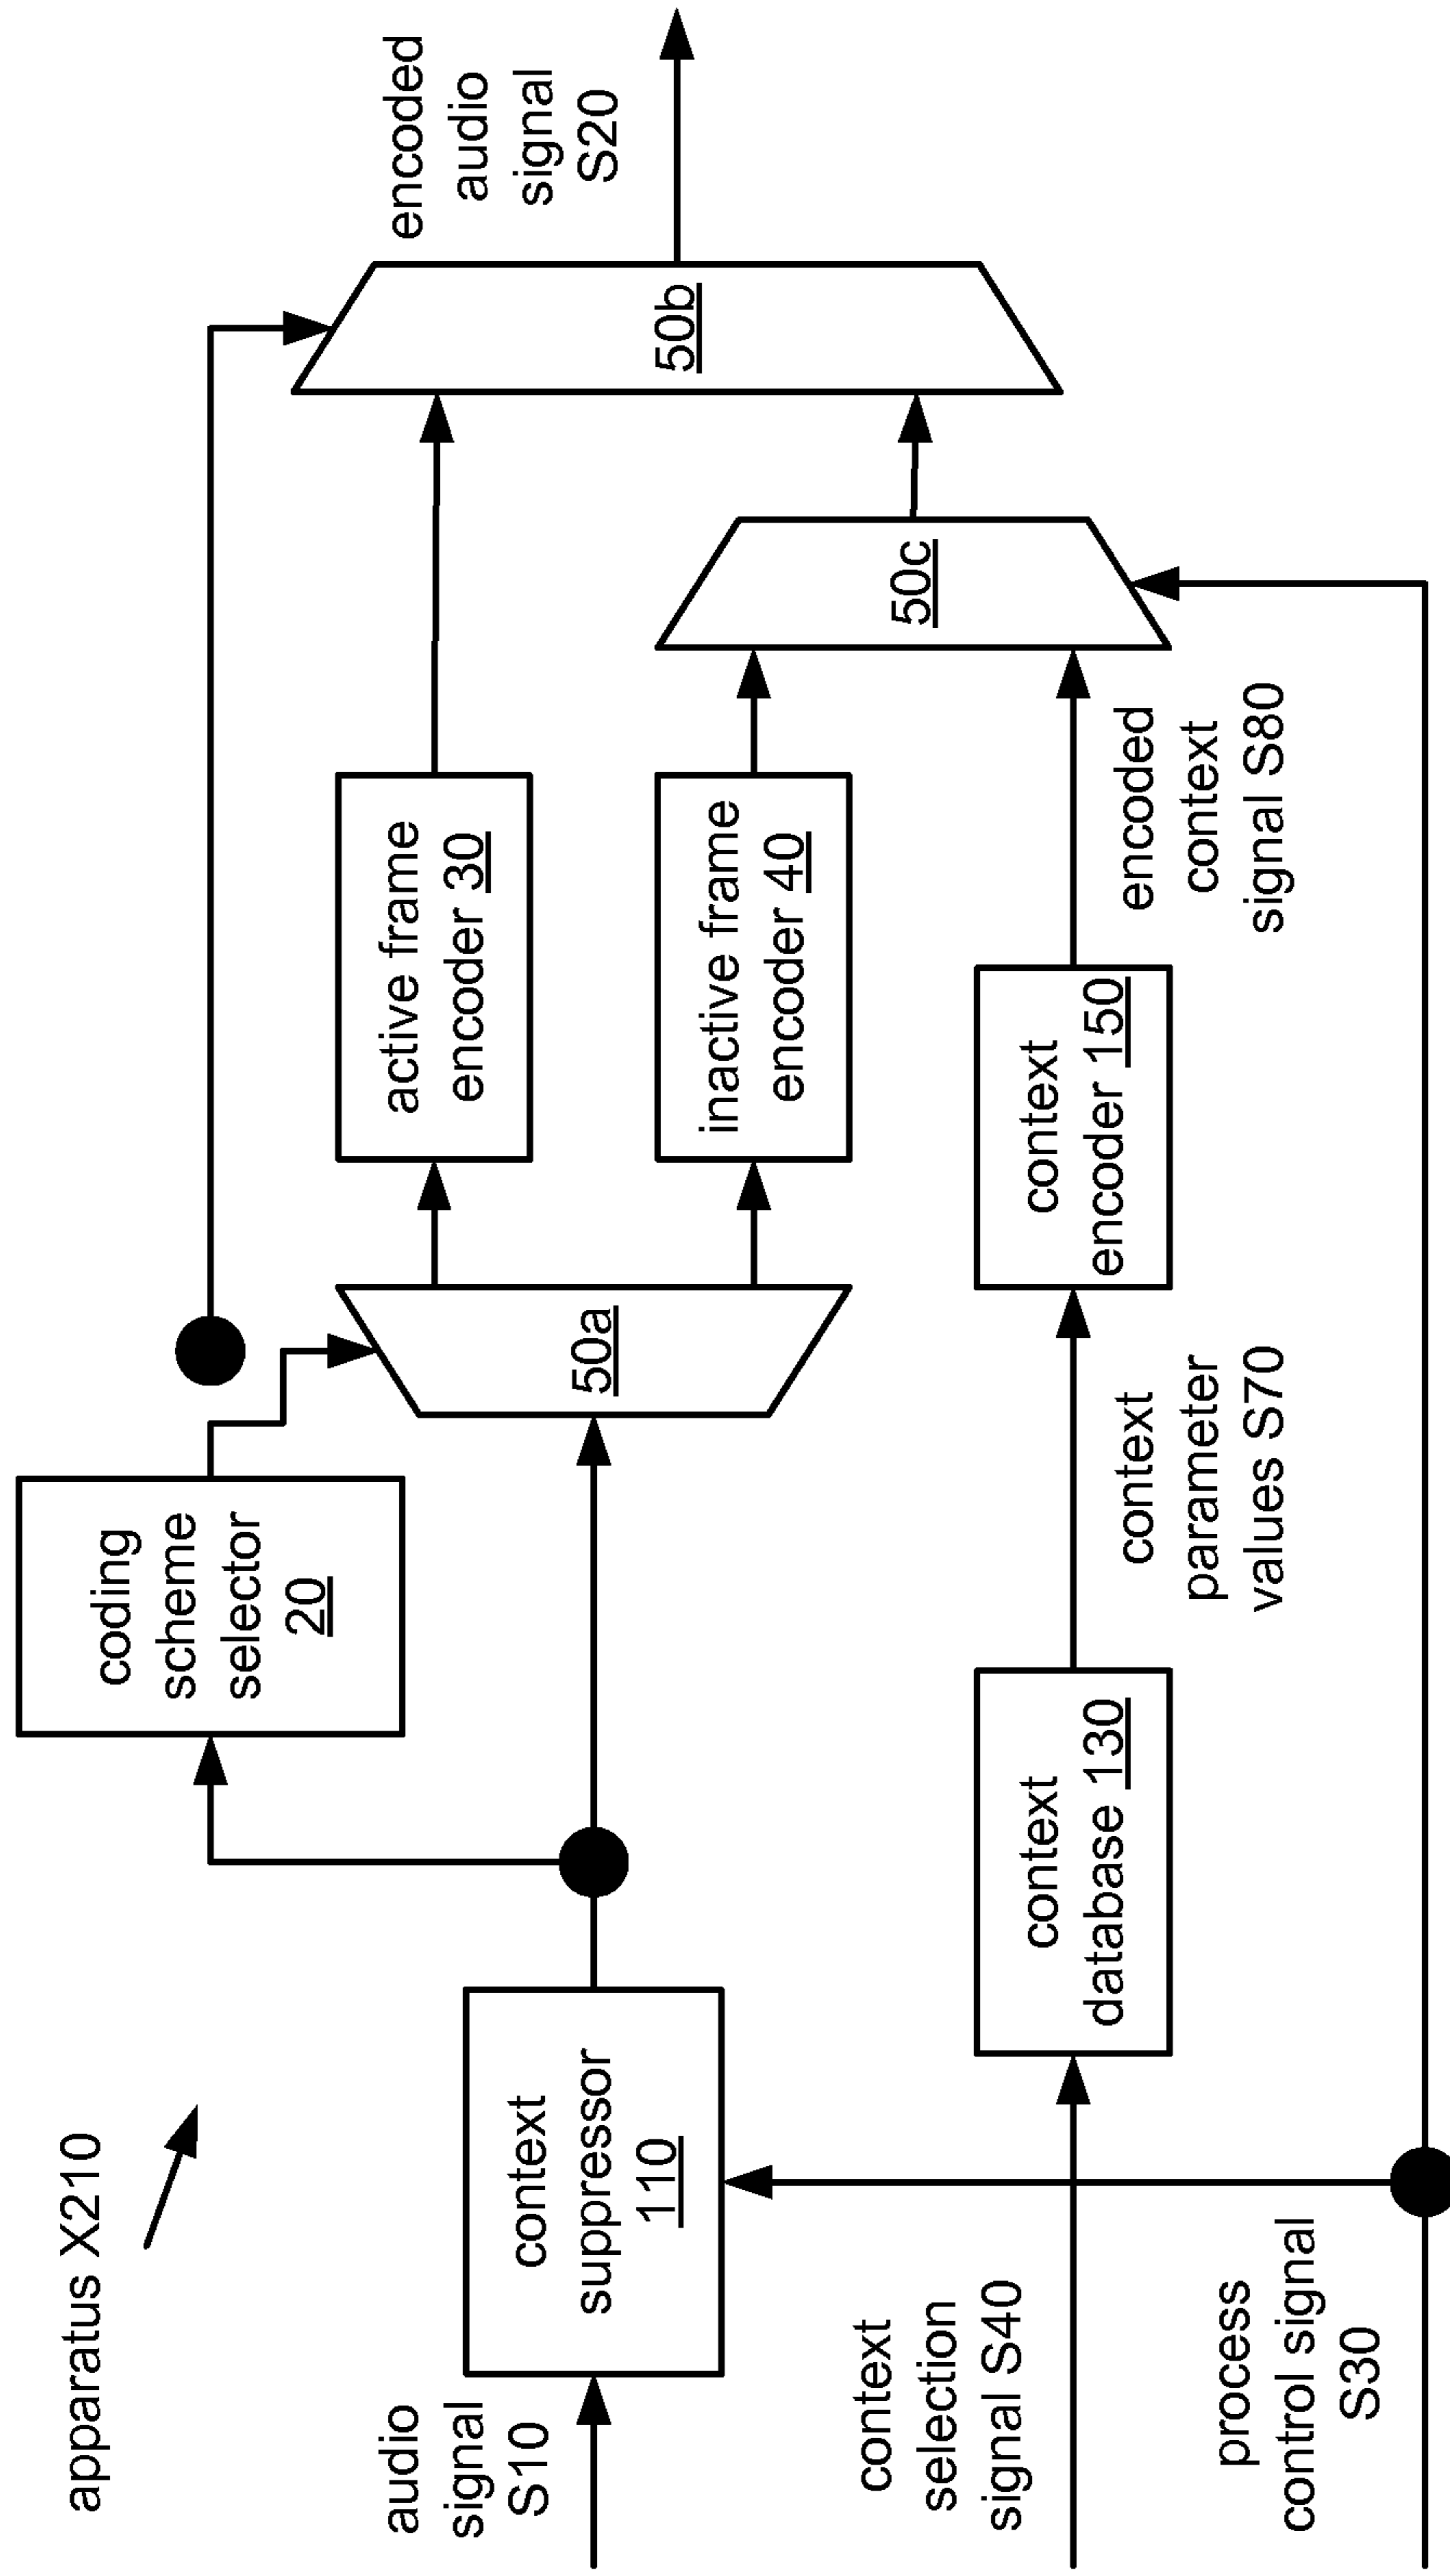 apparatus X210
audio
signal
S10
context
suppressor
110
coding
scheme
selector
20
50a
active frame
encoder 30
inactive frame
encoder 40
50b
50c
encoded
audio
signal
S20
context
selection
signal S40
context
database 130
context
parameter
values S70
context
encoder 150
encoded
context
signal S80
process
control signal
S30